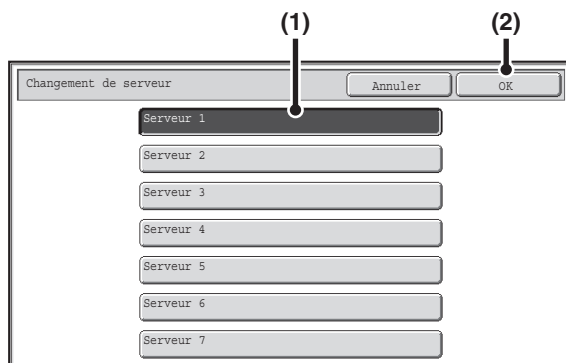 (1) (2)
Changement de serveur Annuler OK
Serveur 1
Serveur 2
Serveur 3
Serveur 4
Serveur 5
Serveur 6
Serveur 7